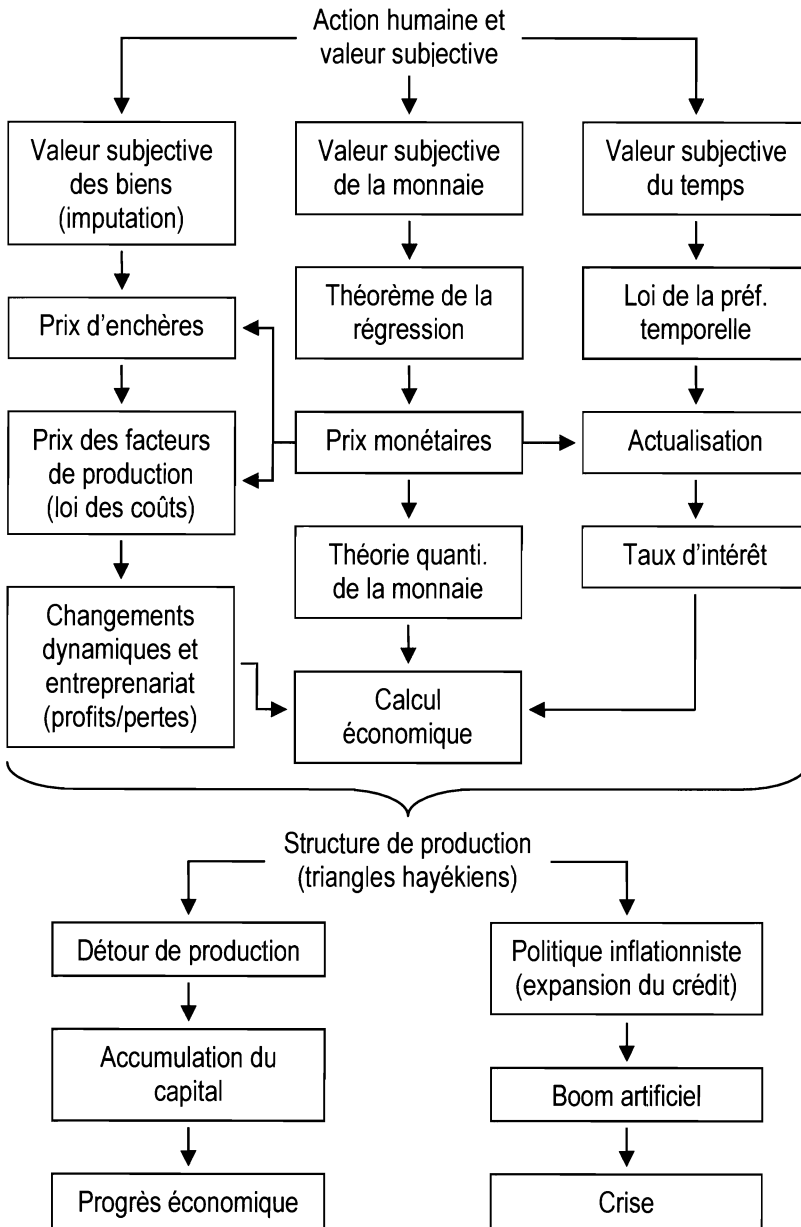 Action humaine et
valeur subjective
Valeur subjective
des biens
(imputation)
Valeur subjective
de la monnaie
Valeur subjective
du temps
Prix d'enchères
Théorème de la
régression
Loi de la préf.
temporelle
Prix des facteurs
de production
(loi des coûts)
Prix monétaires
Actualisation
Théorie quanti.
de la monnaie
Taux d'intérêt
Changements
dynamiques et
entreprenariat
(profits/pertes)
Calcul
économique
Structure de production
(triangles hayékiens)
Détour de production
Politique inflationniste
(expansion du crédit)
Accumulation du
capital
Boom artificiel
Progrès économique
Crise